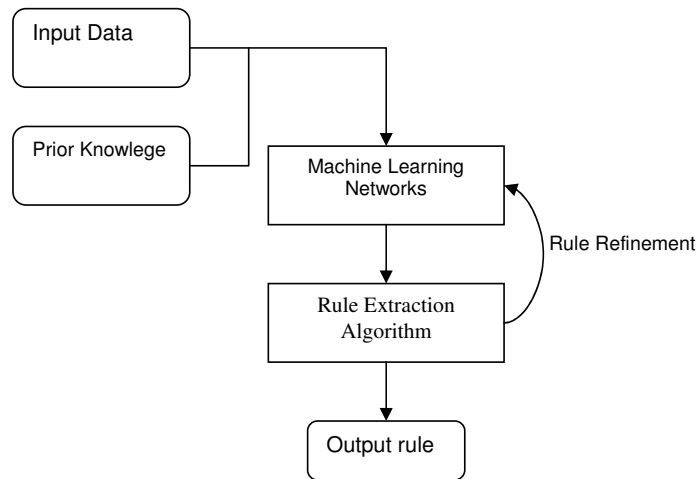 Input Data
Prior Knowlege
Machine Learning
Networks
Rule Refinement
Rule Extraction
Algorithm
Output rule